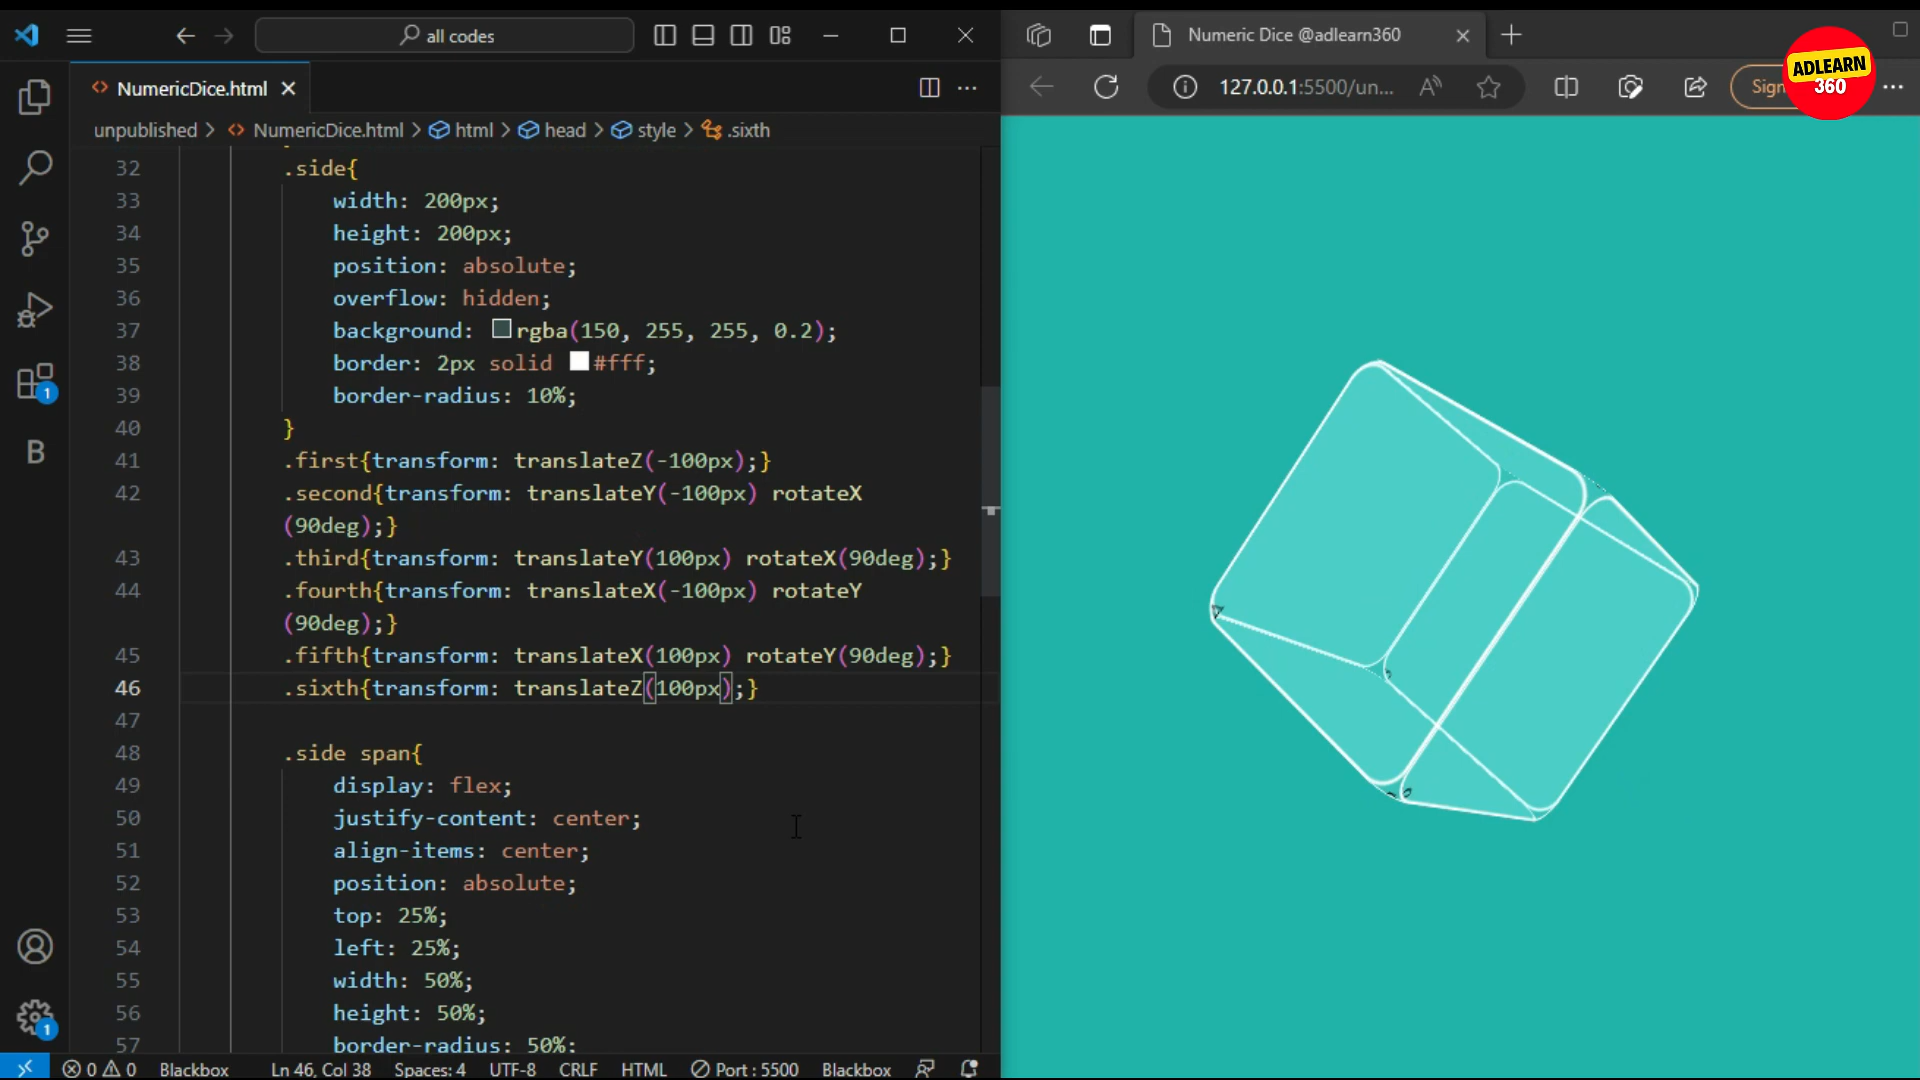 all codes
NumericDice.html
unpublished > NumericDice.html > html > head > style > .sixth
32 .side{
33 width: 200px;
34 height: 200px;
35 position: absolute;
36 overflow: hidden;
37 background: rgba(150, 255, 255, 0.2);
38 border: 2px solid #fff;
39 border-radius: 10%;
40 }
41 .first{transform: translateZ(-100px);}
42 .second{transform: translateY(-100px) rotateX
(90deg);}
43 .third{transform: translateY(100px) rotateX(90deg);}
44 .fourth{transform: translateX(-100px) rotateY
(90deg);}
45 .fifth{transform: translateX(100px) rotateY(90deg);}
46 .sixth{transform: translateZ(100px);}
47
48 .side span{
49 display: flex;
50 justify-content: center;
51 align-items: center;
52 position: absolute;
53 top: 25%;
54 left: 25%;
55 width: 50%;
56 height: 50%;
57 border-radius: 50%;
1
B
1
0 0 Blackbox Ln 46, Col 38 Spaces: 4 UTF-8 CRLF HTML Port : 5500 Blackbox
Numeric Dice @adlearn360
127.0.0.1:5500/un...
ADLEARN
360